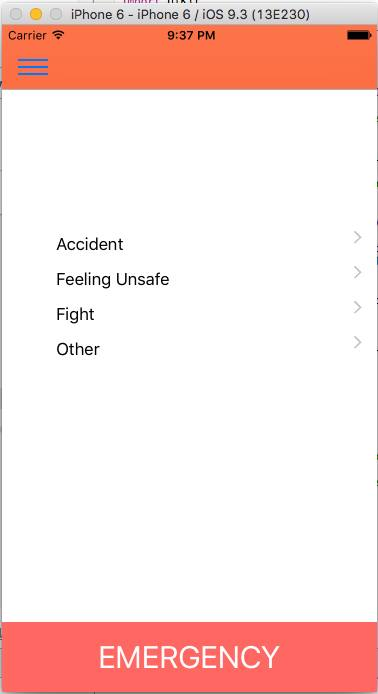 iPhone 6 - iPhone 6 / iOS 9.3 (13E230)
Carrier 9:37 PM
Accident
Feeling Unsafe
Fight
Other
EMERGENCY